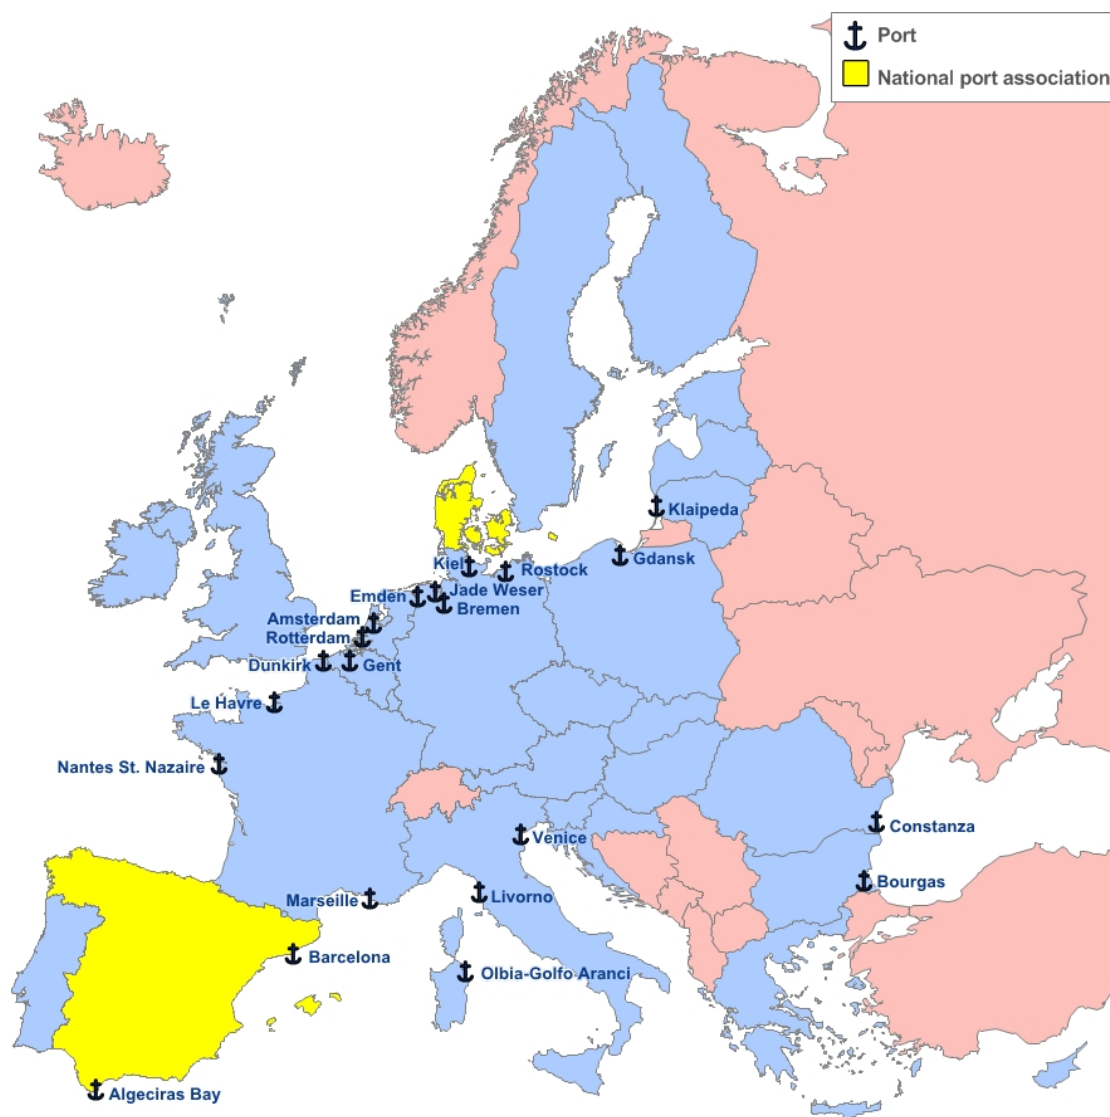 Port
National port association
Klaipeda
Gdansk
Kiel
Rostock
Jade Weser
Emden
Bremen
Amsterdam
Rotterdam
Dunkirk
Gent
Le Havre
Nantes St. Nazaire
Constanza
Venice
Bourgas
Marseille
Livorno
Barcelona
Olbia-Golfo Aranci
Algeciras Bay